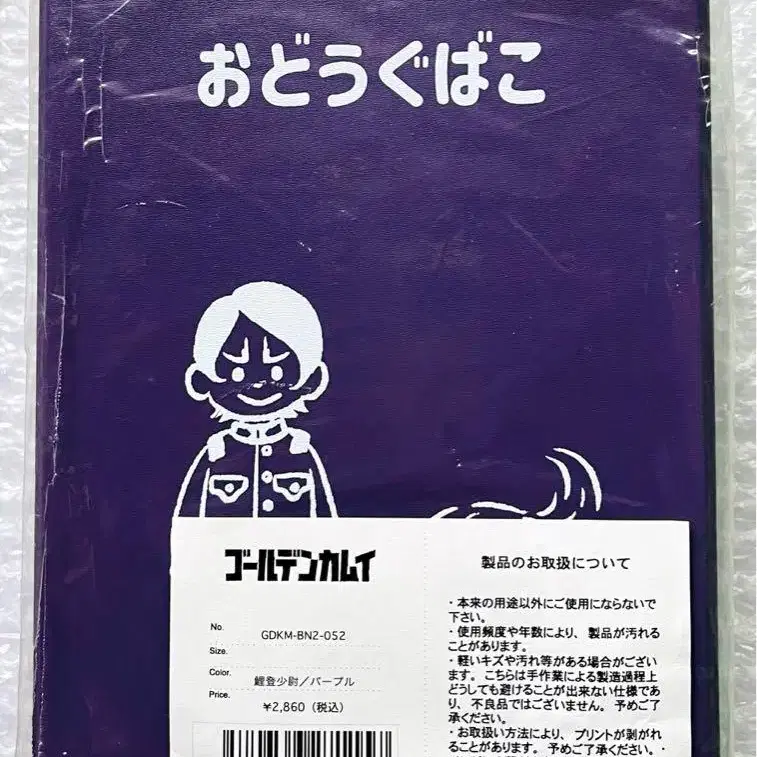 おどうぐばこ
ゴールデンカムイ
No. GDKM-BN2-052
Size.
Color. 鯉登少尉／パープル
Price. ¥2,860（税込）
製品のお取扱について
・本来の用途以外にご使用にならないで
下さい。
・使用頻度や年数により、製品が汚れる
ことがあります。
・軽いキズや汚れ等がある場合がござい
ます。こちらは手作業による製造過程上
どうしても避けることが出来ない仕様であ
り、不良品ではございません。予めご了
承ください。
・お取扱い方法により、プリントが剥がれ
ることがあります。予めご了承ください。・